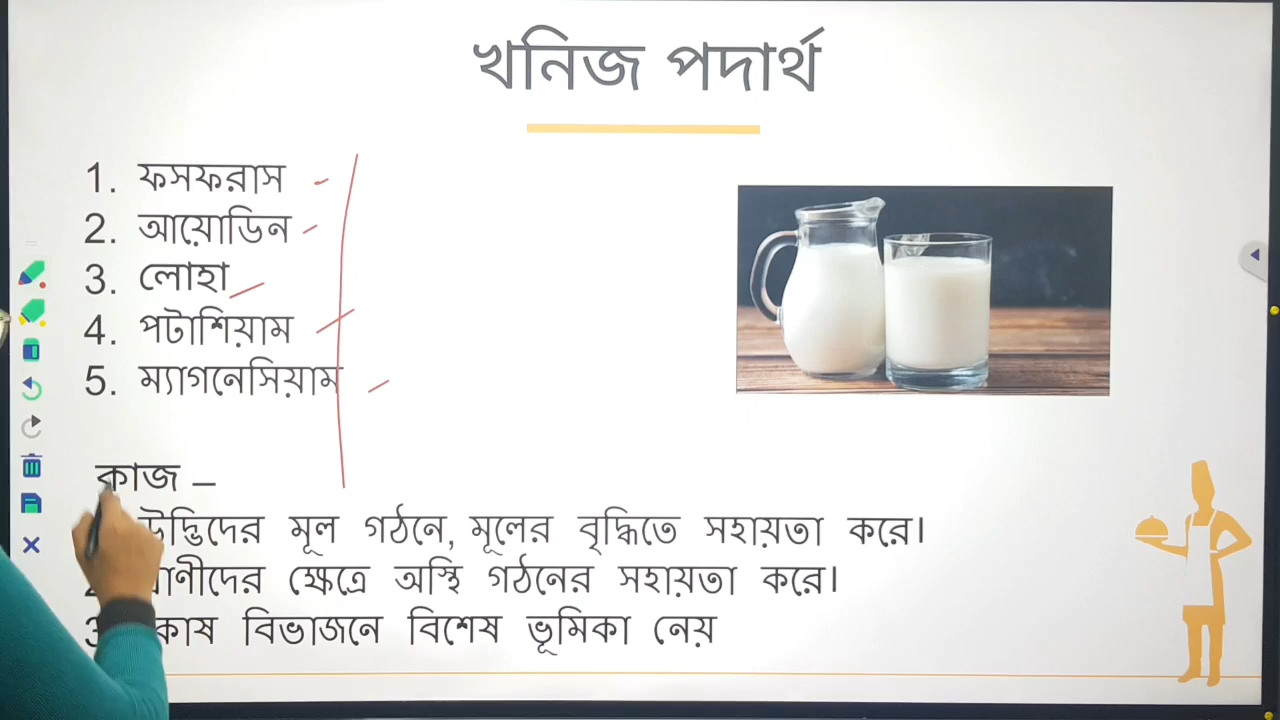 খনিজ পদার্থ
1. ফসফরাস
2. আয়োডিন
3. লোহা
4. পটাশিয়াম
5. ম্যাগনেসিয়াম
কাজ –
উদ্ভিদের মূল গঠনে, মূলের বৃদ্ধিতে সহায়তা করে।
ক্ষেত্রে অস্থি গঠনের সহায়তা করে।
বিভাজনে বিশেষ ভূমিকা নেয়